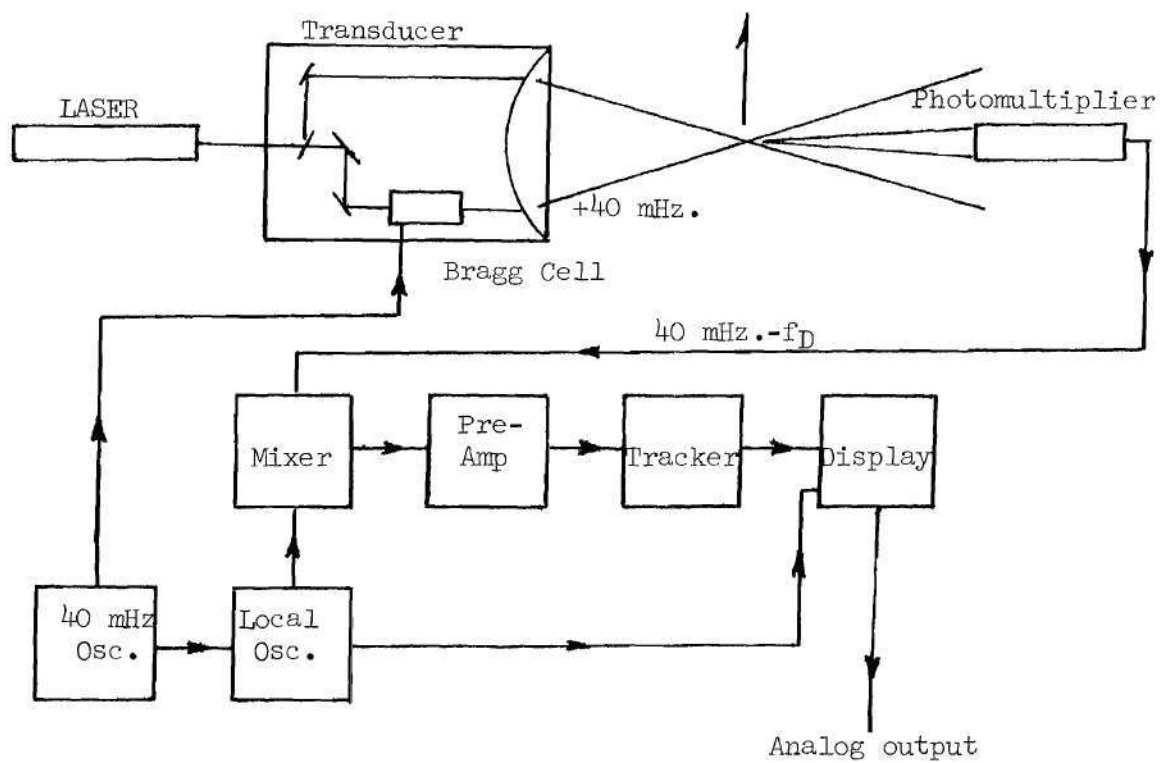 Transducer
LASER
Photomultiplier
+40 mHz.
Bragg Cell
40 mHz.-fD
Mixer
Pre-
Amp
Tracker
Display
40 mHz
Osc.
Local
Osc.
Analog output